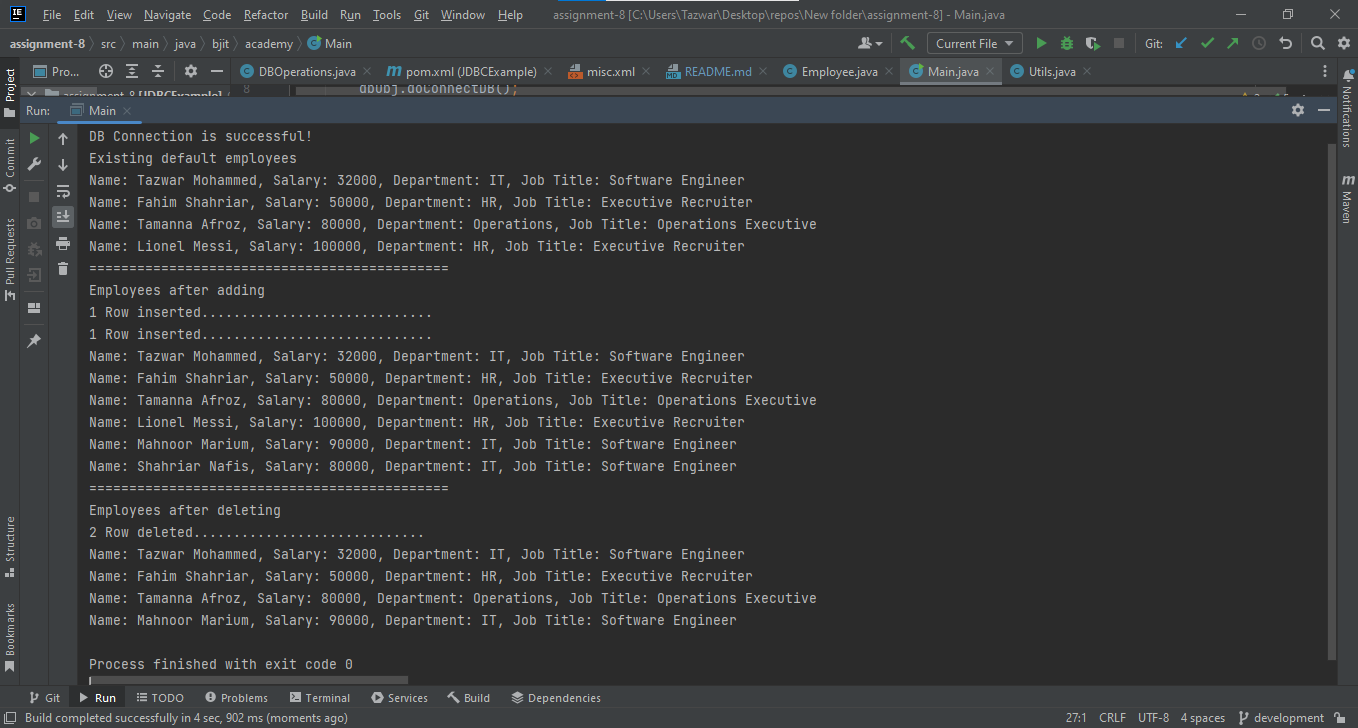 File Edit View Navigate Code Refactor Build Run Tools Git Window Help assignment-8 [C:\Users\Tazwar\Desktop\repos\New folder\assignment-8] - Main.java
assignment-8 src main java bjit academy Main Current File Git:
Project Pro... DBOperations.java pom.xml (JDBCExample) misc.xml README.md Employee.java Main.java Utils.java
assignment-8 [JDBCExample] 8 dbObj.doConnectDB();
Run: Main
DB Connection is successful!
Existing default employees
Name: Tazwar Mohammed, Salary: 32000, Department: IT, Job Title: Software Engineer
Name: Fahim Shahriar, Salary: 50000, Department: HR, Job Title: Executive Recruiter
Name: Tamanna Afroz, Salary: 80000, Department: Operations, Job Title: Operations Executive
Name: Lionel Messi, Salary: 100000, Department: HR, Job Title: Executive Recruiter
=============================================
Employees after adding
1 Row inserted.............................
1 Row inserted.............................
Name: Tazwar Mohammed, Salary: 32000, Department: IT, Job Title: Software Engineer
Name: Fahim Shahriar, Salary: 50000, Department: HR, Job Title: Executive Recruiter
Name: Tamanna Afroz, Salary: 80000, Department: Operations, Job Title: Operations Executive
Name: Lionel Messi, Salary: 100000, Department: HR, Job Title: Executive Recruiter
Name: Mahnoor Marium, Salary: 90000, Department: IT, Job Title: Software Engineer
Name: Shahriar Nafis, Salary: 80000, Department: IT, Job Title: Software Engineer
=============================================
Employees after deleting
2 Row deleted.............................
Name: Tazwar Mohammed, Salary: 32000, Department: IT, Job Title: Software Engineer
Name: Fahim Shahriar, Salary: 50000, Department: HR, Job Title: Executive Recruiter
Name: Tamanna Afroz, Salary: 80000, Department: Operations, Job Title: Operations Executive
Name: Mahnoor Marium, Salary: 90000, Department: IT, Job Title: Software Engineer
Process finished with exit code 0
Commit
Pull Requests
Structure
Bookmarks
Notifications
Maven
Git Run TODO Problems Terminal Services Build Dependencies
Build completed successfully in 4 sec, 902 ms (moments ago) 27:1 CRLF UTF-8 4 spaces development